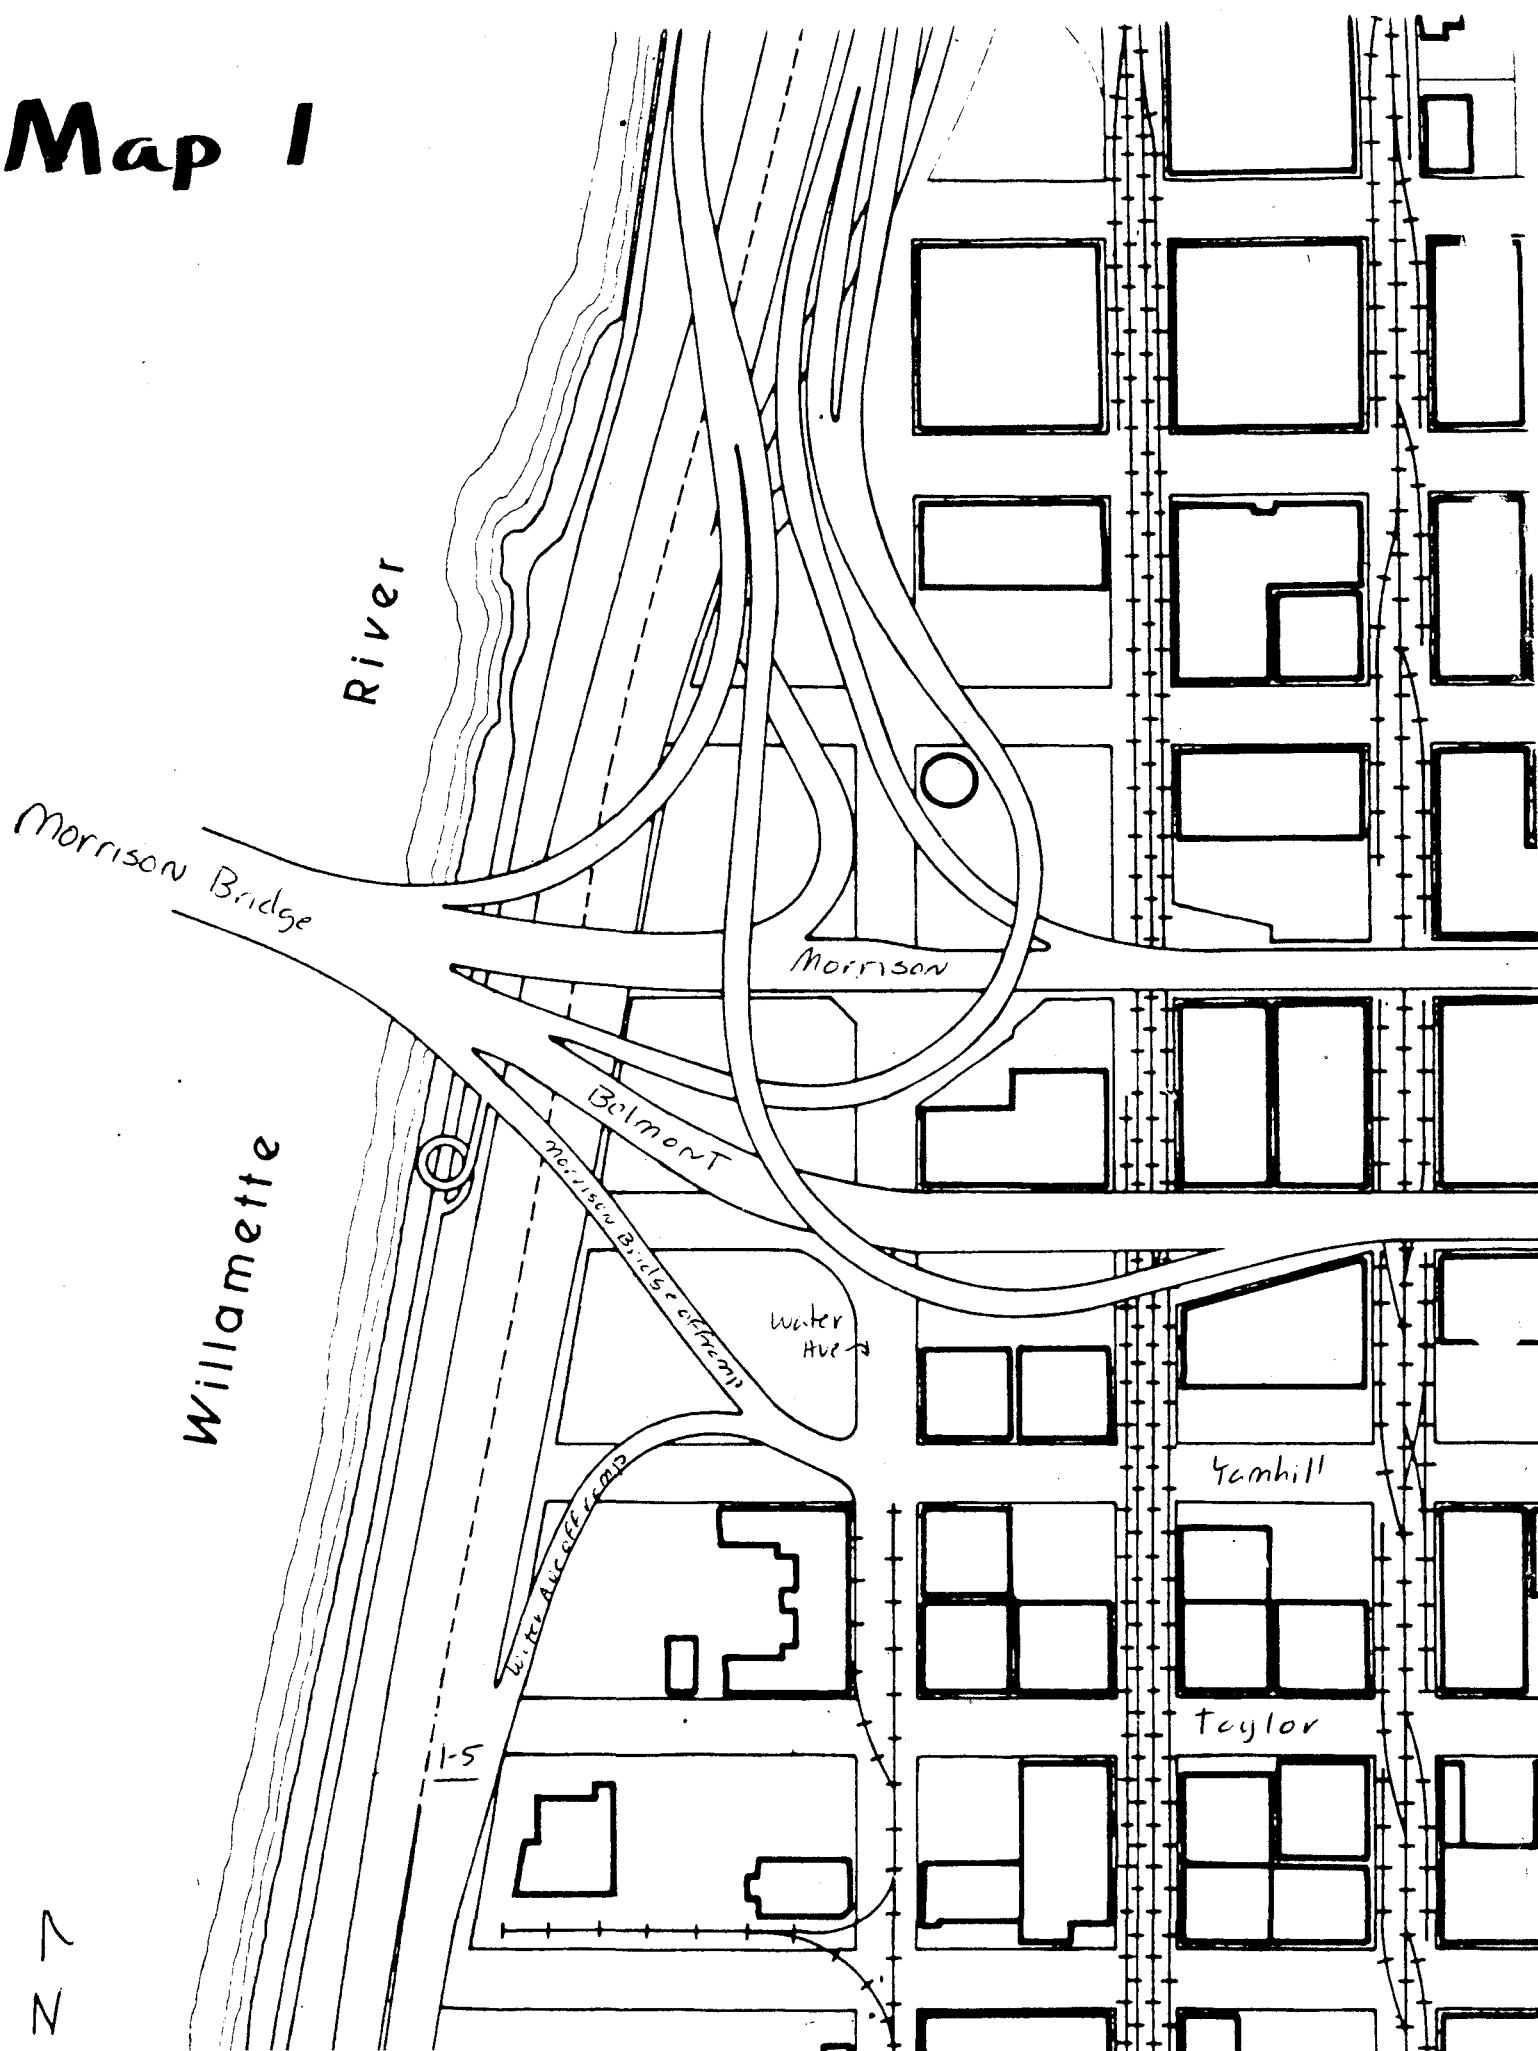 Map 1
River
Morrison Bridge
Morrison
Belmont
Willamette
Morrison Bridge offramp
Water
Ave
Yamhill
Water Ave offramp
Taylor
I-5
N